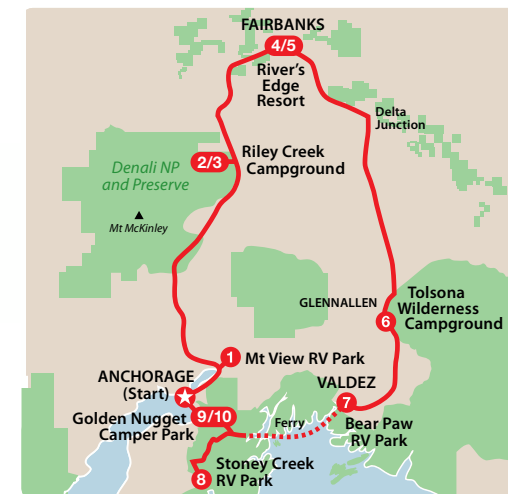 FAIRBANKS
4/5
River's
Edge
Resort
Delta
Junction
2/3
Riley Creek
Campground
Denali NP
and Preserve
Mt McKinley
GLENNALLEN
Tolsona
Wilderness
Campground
6
1
Mt View RV Park
ANCHORAGE
(Start)
VALDEZ
7
Golden Nugget
Camper Park
9/10
Ferry
Bear Paw
RV Park
Stoney Creek
RV Park
8